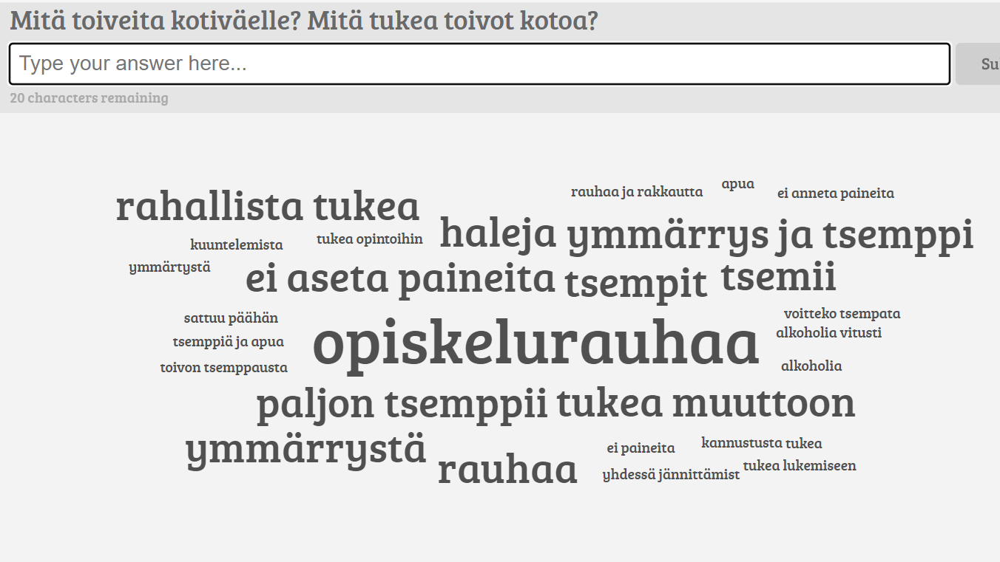 Mitä toiveita kotiväelle? Mitä tukea toivot kotoa?
Type your answer here...
Su
20 characters remaining
apua
rauhaa ja rakkautta
ei anneta paineita
rahallista tukea
haleja
ymmärrys ja tsemppi
kuuntelemista
tukea opintoihin
ymmärtystä
ei aseta paineita
tsempit
tsemii
sattuu päähän
voitteko tsempata
alkoholia vitusti
tsemppiä ja apua
opiskelurauhaa
toivon tsemppausta
alkoholia
paljon tsemppii
tukea muuttoon
ymmärrystä
rauhaa
ei paineita
kannustusta
tukea
yhdessä jännittämist
tukea lukemiseen